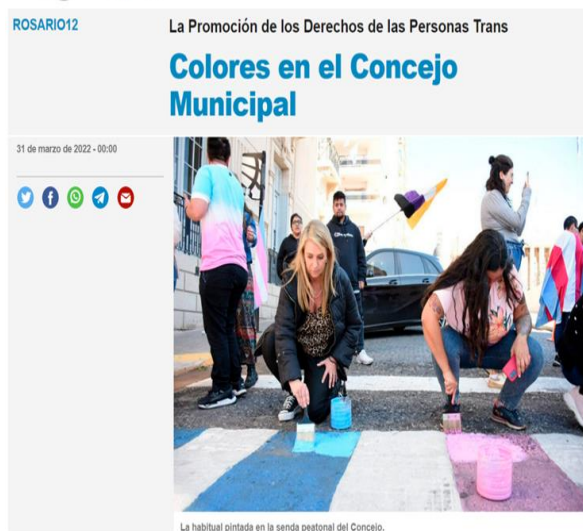 ROSARIO12
La Promoción de los Derechos de las Personas Trans
Colores en el Concejo
Municipal
31 de marzo de 2022 - 00:00
La habitual pintada en la senda peatonal del Concejo.